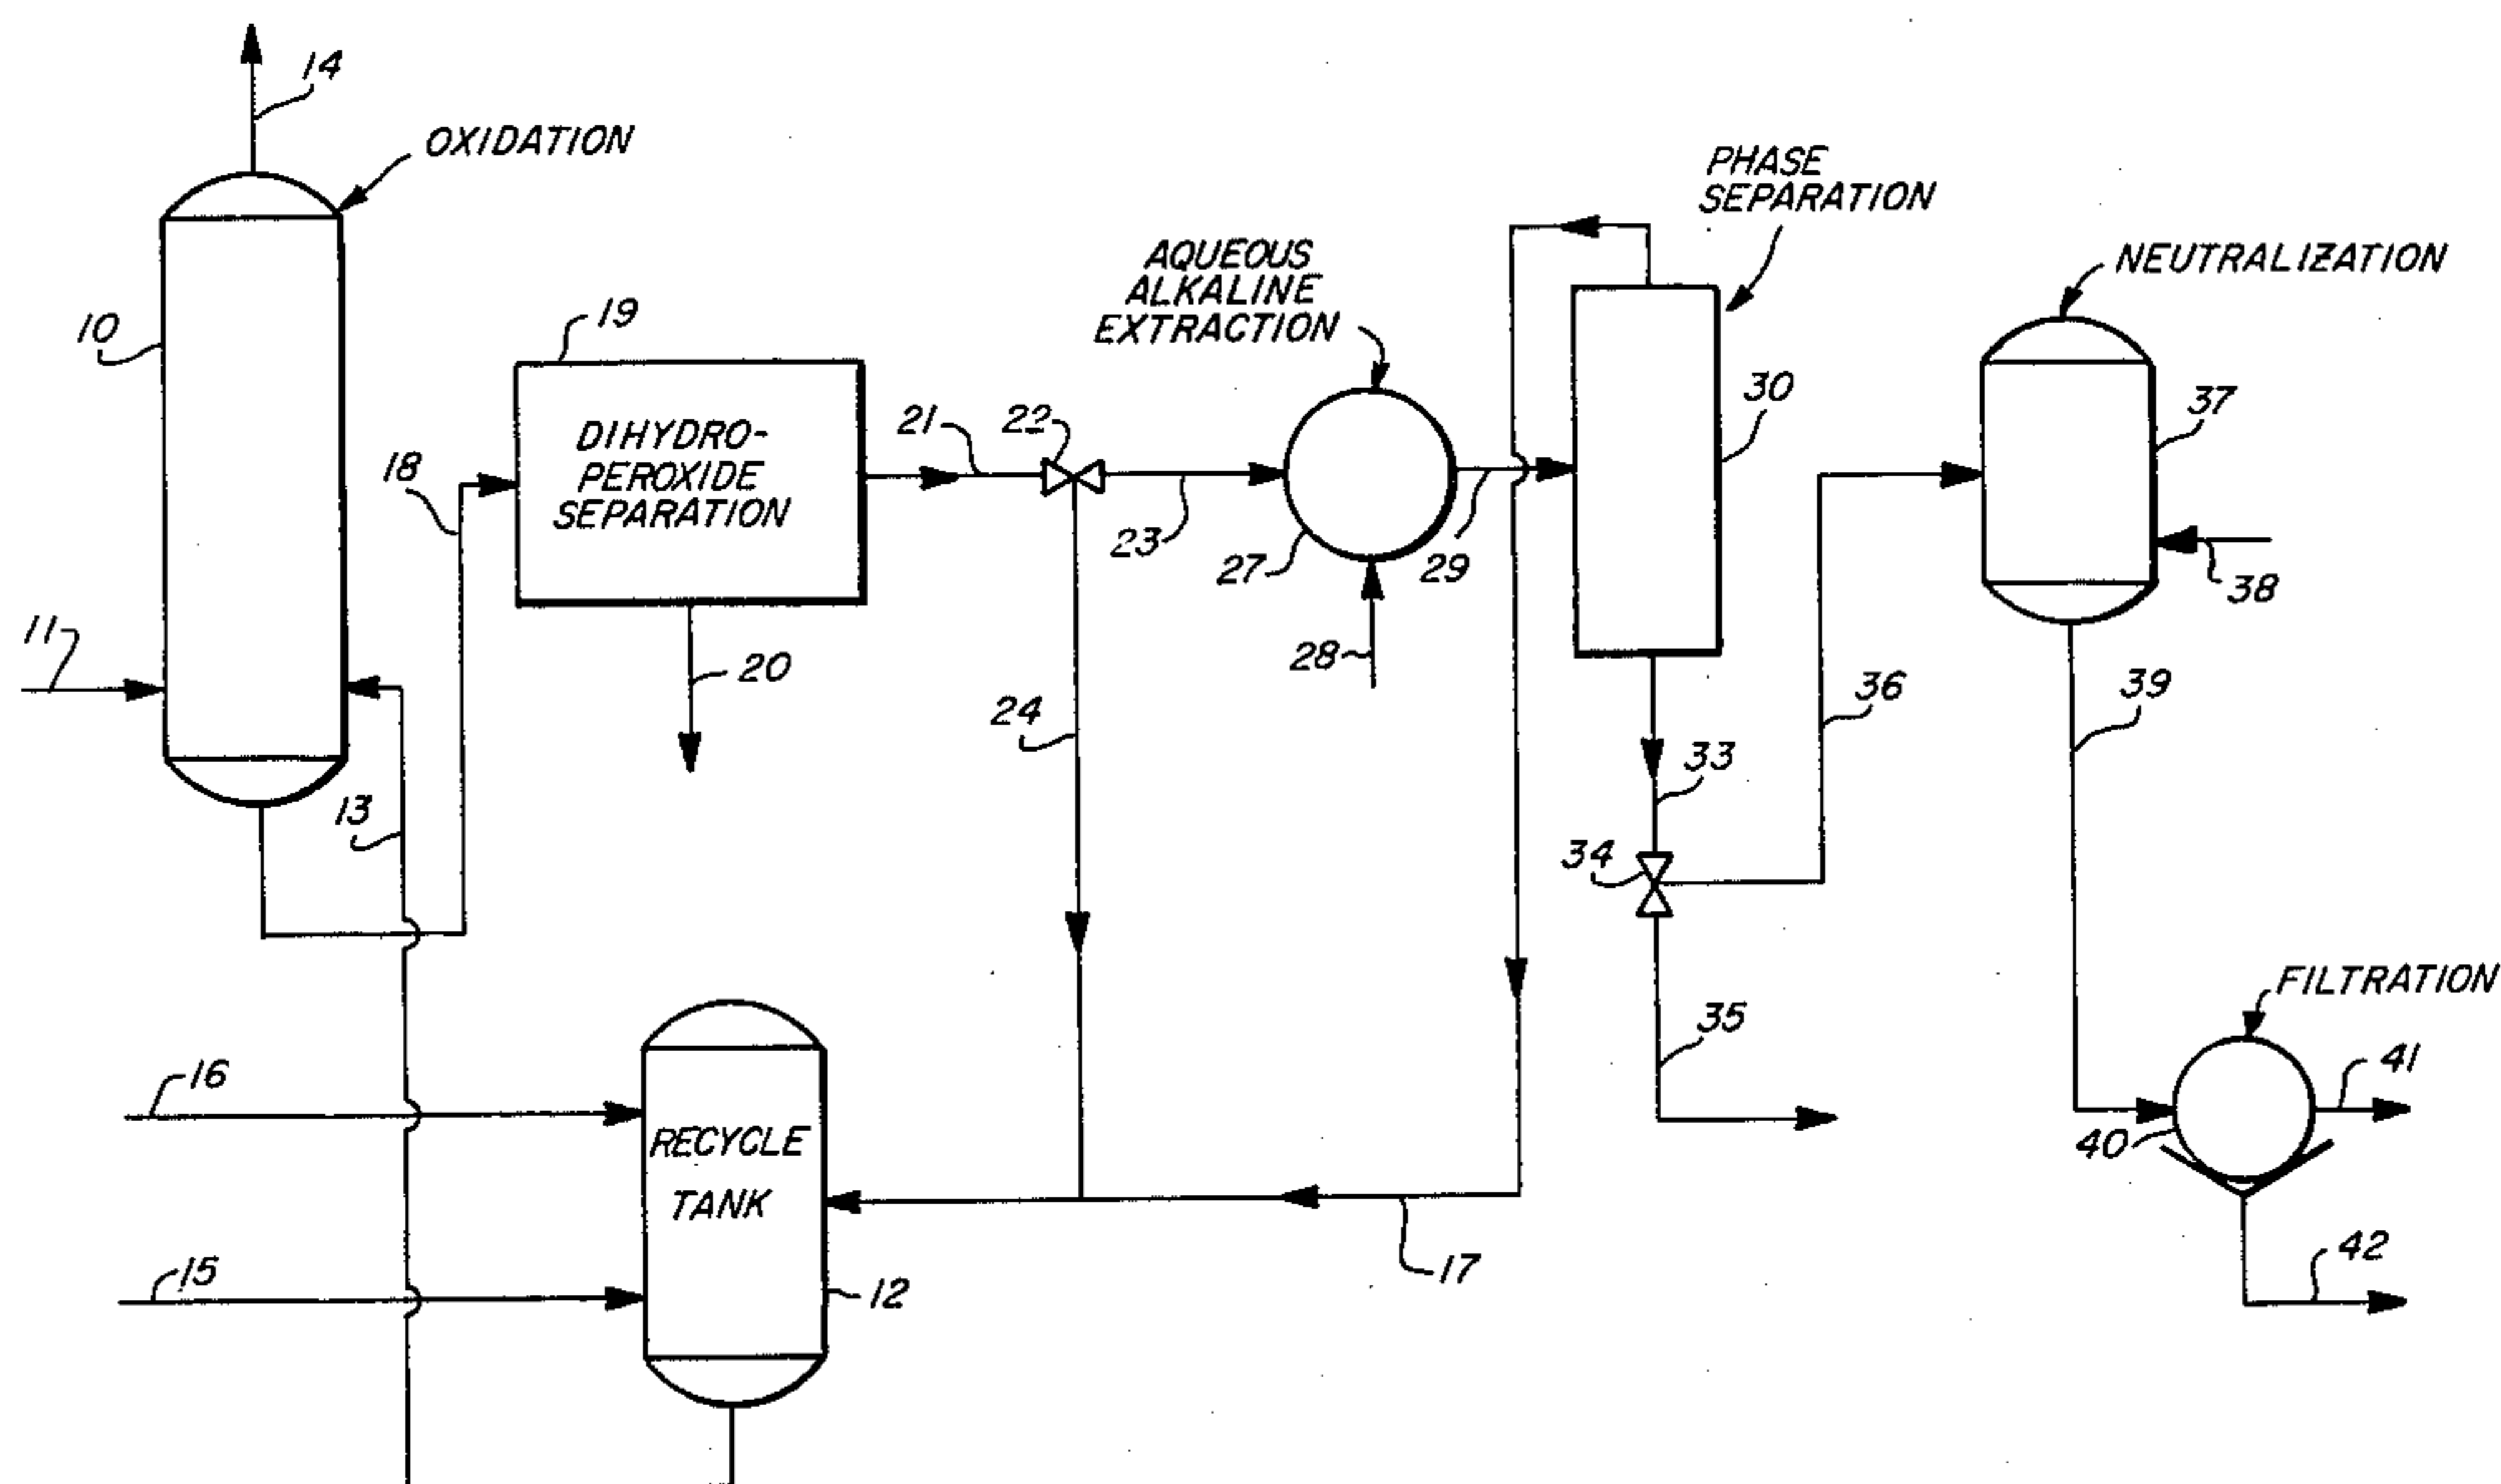 14
OXIDATION
PHASE
SEPARATION
AQUEOUS
ALKALINE
EXTRACTION
NEUTRALIZATION
10
19
30
37
21
22
DIHYDRO-
PEROXIDE
SEPARATION
18
23
27
29
38
11
28
20
24
36
39
33
13
34
35
FILTRATION
16
41
RECYCLE
TANK
40
15
12
17
42